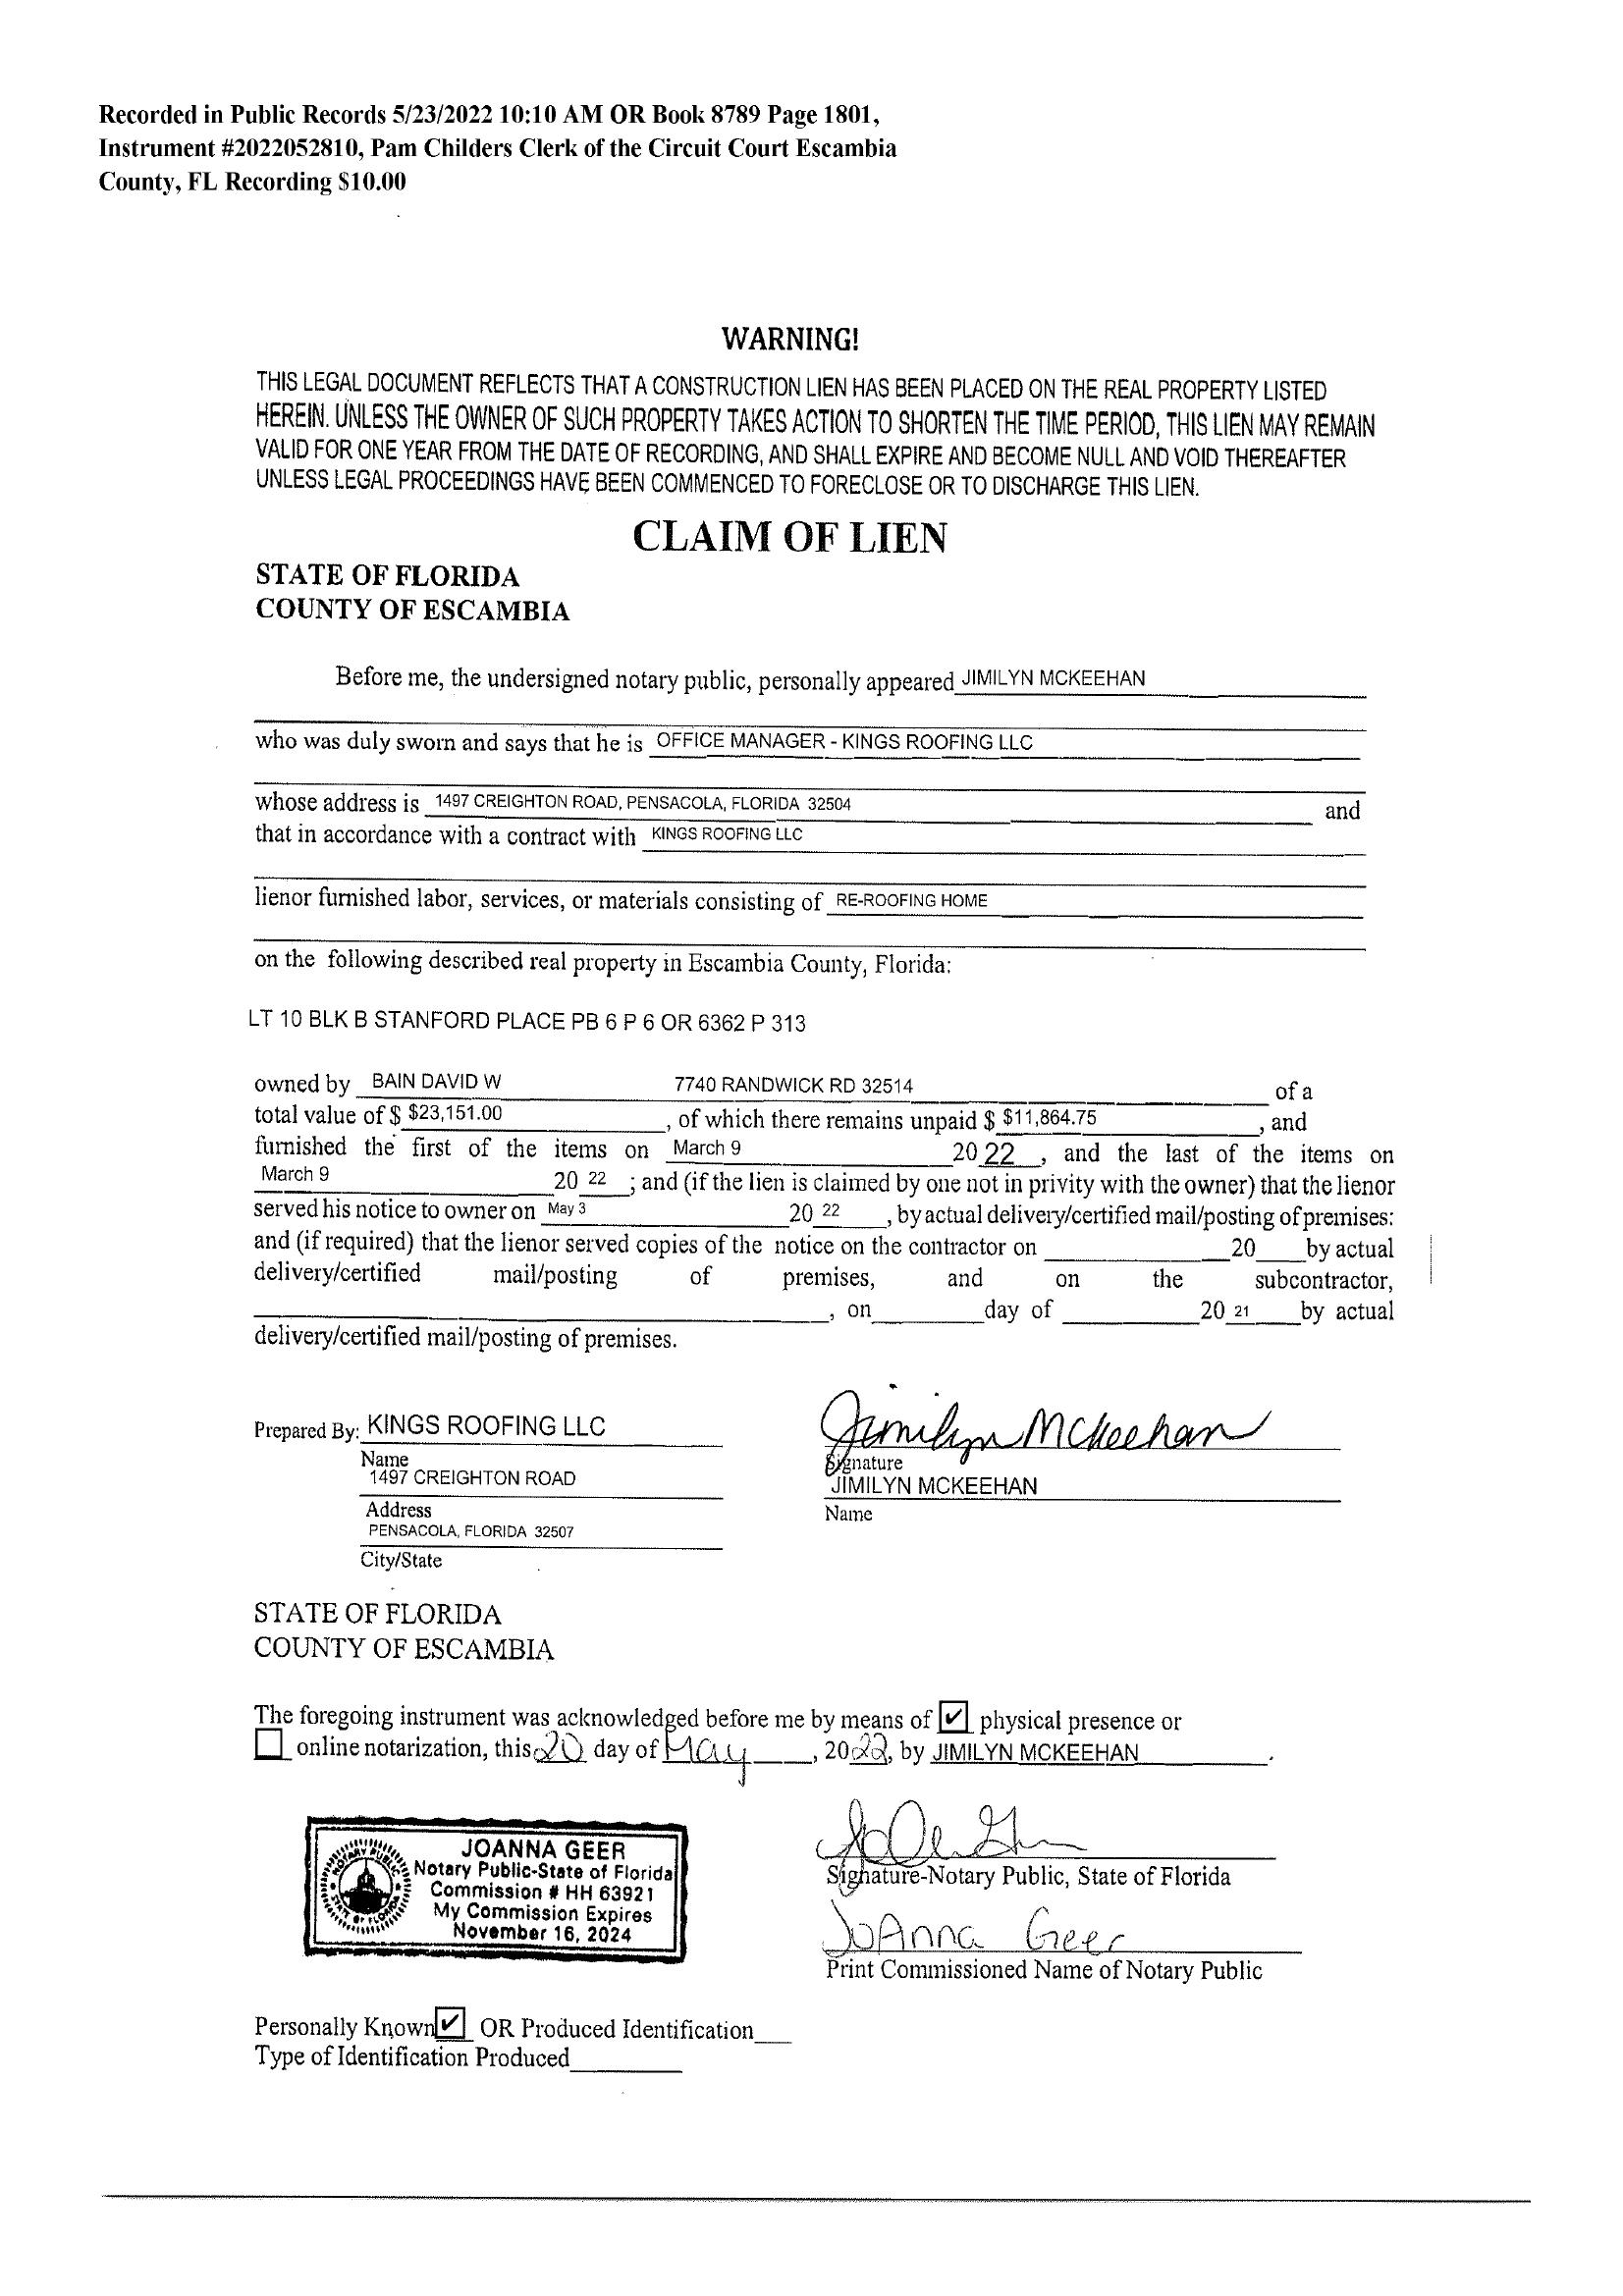 Recorded in Public Records 5/23/2022 10:10 AM OR Book 8789 Page 1801,
Instrument #2022052810, Pam Childers Clerk of the Circuit Court Escambia
County, FL Recording $10.00
WARNING!
THIS LEGAL DOCUMENT REFLECTS THAT A CONSTRUCTION LIEN HAS BEEN PLACED ON THE REAL PROPERTY LISTED
HEREIN. UNLESS THE OWNER OF SUCH PROPERTY TAKES ACTION TO SHORTEN THE TIME PERIOD, THIS LIEN MAY REMAIN
VALID FOR ONE YEAR FROM THE DATE OF RECORDING, AND SHALL EXPIRE AND BECOME NULL AND VOID THEREAFTER
UNLESS LEGAL PROCEEDINGS HAVE BEEN COMMENCED TO FORECLOSE OR TO DISCHARGE THIS LIEN.
CLAIM OF LIEN
STATE OF FLORIDA
COUNTY OF ESCAMBIA
Before me, the undersigned notary public, personally appeared JIMILYN MCKEEHAN
who was duly sworn and says that he is OFFICE MANAGER - KINGS ROOFING LLC
whose address is 1497 CREIGHTON ROAD, PENSACOLA, FLORIDA 32504 and
that in accordance with a contract with KINGS ROOFING LLC
lienor furnished labor, services, or materials consisting of RE-ROOFING HOME
on the following described real property in Escambia County, Florida:
LT 10 BLK B STANFORD PLACE PB 6 P 6 OR 6362 P 313
owned by BAIN DAVID W 7740 RANDWICK RD 32514 of a
total value of $ $23,151.00, of which there remains unpaid $ $11,864.75, and
furnished the first of the items on March 9 20 22, and the last of the items on
March 9 20 22; and (if the lien is claimed by one not in privity with the owner) that the lienor
served his notice to owner on May 3 20 22, by actual delivery/certified mail/posting of premises:
and (if required) that the lienor served copies of the notice on the contractor on ____ 20__ by actual
delivery/certified mail/posting of premises, and on the subcontractor,
____, on ____ day of ____ 20 21 by actual
delivery/certified mail/posting of premises.
Prepared By: KINGS ROOFING LLC
Name
1497 CREIGHTON ROAD
Address
PENSACOLA, FLORIDA 32507
City/State
Jimilyn McKeehan
Signature
JIMILYN MCKEEHAN
Name
STATE OF FLORIDA
COUNTY OF ESCAMBIA
The foregoing instrument was acknowledged before me by means of ✔ physical presence or
☐ online notarization, this 20 day of May, 2022, by JIMILYN MCKEEHAN.
JOANNA GEER
Notary Public-State of Florida
Commission # HH 63921
My Commission Expires
November 16, 2024
NOTARY PUBLIC
STATE OF FLORIDA
Signature-Notary Public, State of Florida
JoAnna Geer
Print Commissioned Name of Notary Public
Personally Known ✔ OR Produced Identification
Type of Identification Produced